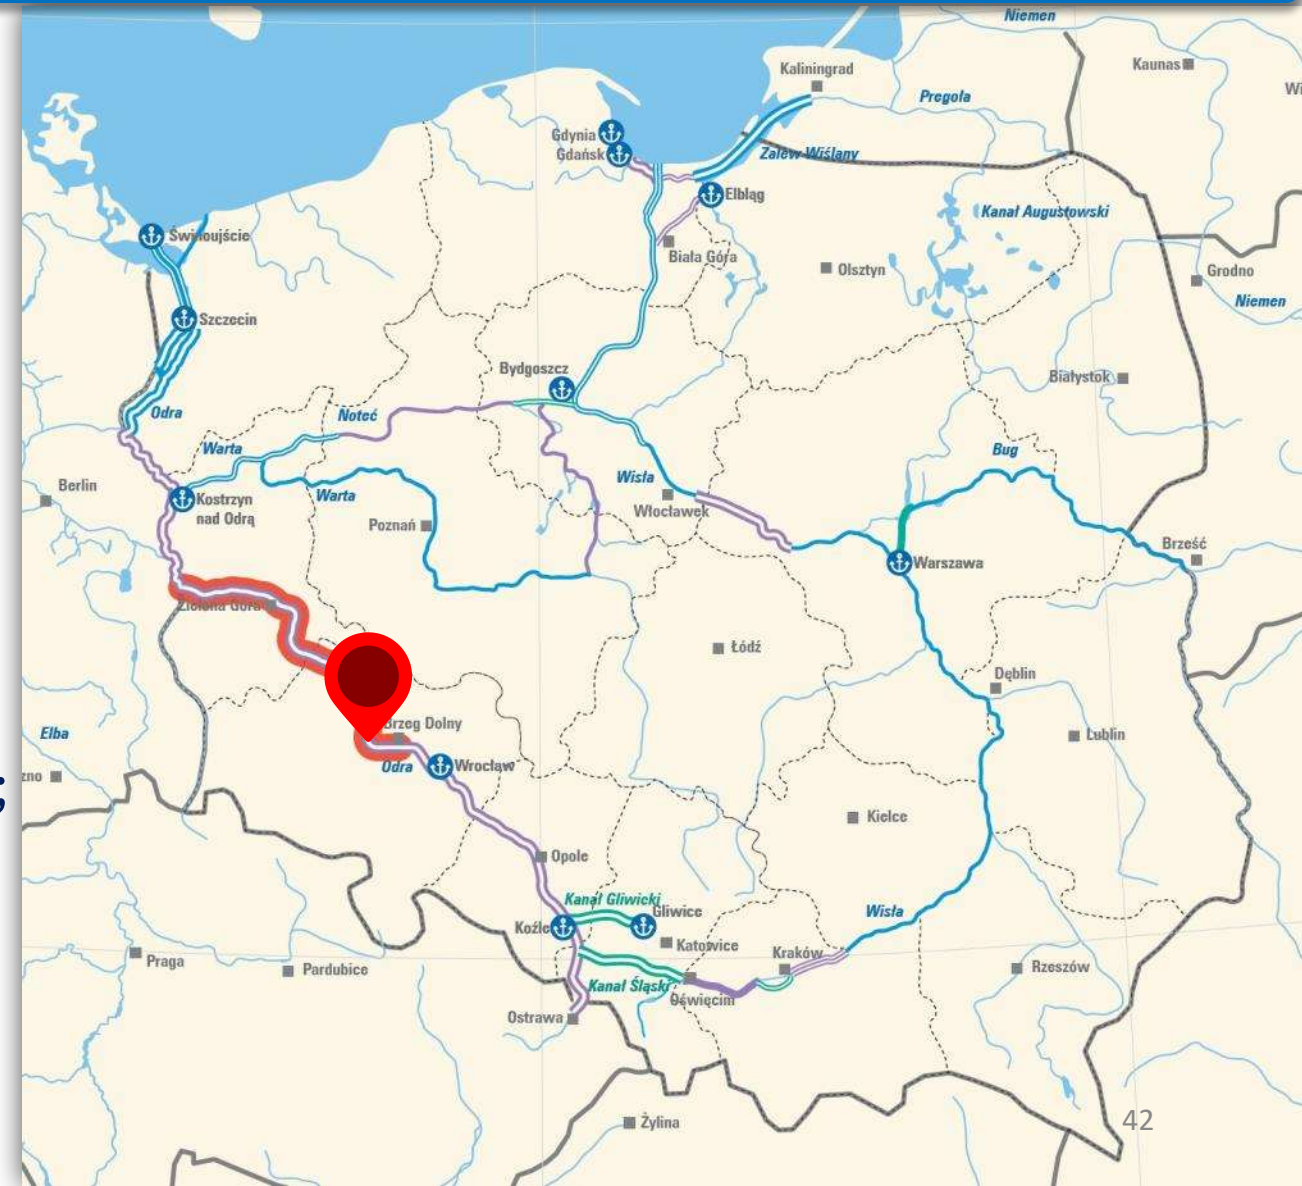 Niemen
Kaunas
Wi
Kaliningrad
Pregoła
Gdynia
Gdańsk
Zalew Wiślany
Elbląg
Kanał Augustowski
Świnoujście
Biała Góra
Olsztyn
Grodno
Niemen
Szczecin
Bydgoszcz
Białystok
Odra
Noteć
Warta
Bug
Berlin
Wisła
Warta
Kostrzyn
nad Odrą
Włocławek
Poznań
Brześć
Warszawa
Zielona Góra
Łódź
Dęblin
Brzeg Dolny
Elba
Lublin
Odra
Wrocław
zno
;
Kielce
Opole
Kanał Gliwicki
Gliwice
Wisła
Koźle
Katowice
Kraków
Praga
Pardubice
Rzeszów
Kanał Śląski
Oświęcim
Ostrawa
Żylina
42